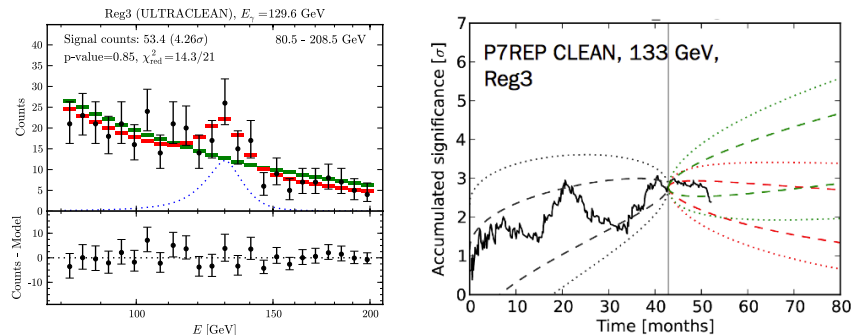 Reg3 (ULTRACLEAN), E_γ =129.6 GeV
Signal counts: 53.4 (4.26σ)
80.5 - 208.5 GeV
p-value=0.85, χ²_red=14.3/21
Counts
40
35
30
25
20
15
10
5
0
Counts - Model
10
0
-10
100
150
200
E [GeV]
P7REP CLEAN, 133 GeV,
Reg3
Accumulated significance [σ]
7
6
5
4
3
2
1
0
0
10
20
30
40
50
60
70
80
Time [months]